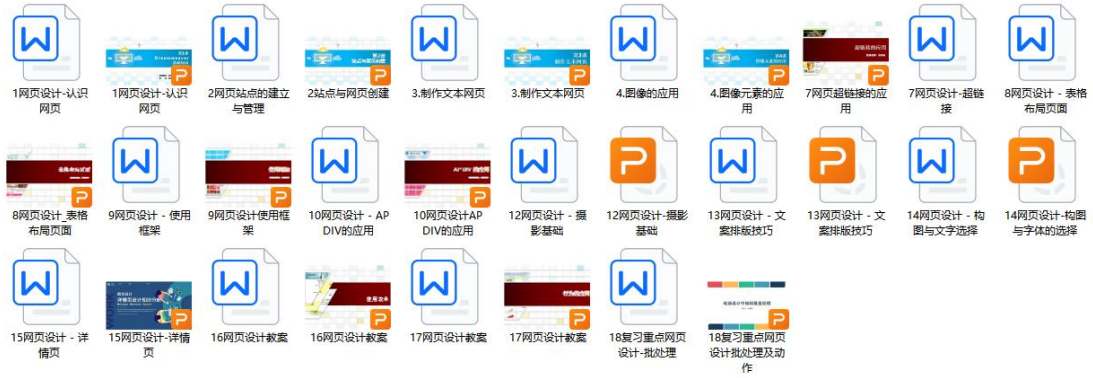 1网页设计-认识
网页
1网页设计-认识
网页
2网页站点的建立
与管理
2站点与网页创建
3.制作文本网页
3.制作文本网页
4.图像的应用
4.图像元素的应
用
7网页超链接的应
用
7网页设计-超链
接
8网页设计 - 表格
布局页面
8网页设计_表格
布局页面
9网页设计 - 使用
框架
9网页设计使用框
架
10网页设计 - AP
DIV的应用
10网页设计AP
DIV的应用
12网页设计 - 摄
影基础
12网页设计-摄影
基础
13网页设计 - 文
案排版技巧
13网页设计 - 文
案排版技巧
14网页设计 - 构
图与文字选择
14网页设计-构图
与字体的选择
15网页设计 - 详
情页
15网页设计-详情
页
16网页设计教案
使用表单
16网页设计教案
17网页设计教案
17网页设计教案
18复习重点网页
设计-批处理
18复习重点网页
设计批处理及动
作